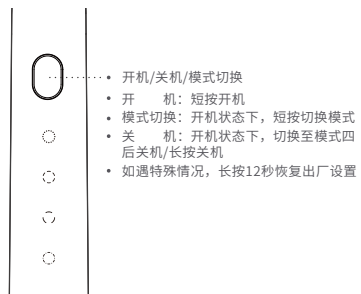 • 开机/关机/模式切换
• 开　　机：短按开机
• 模式切换：开机状态下，短按切换模式
• 关　　机：开机状态下，切换至模式四
后关机/长按关机
• 如遇特殊情况，长按12秒恢复出厂设置